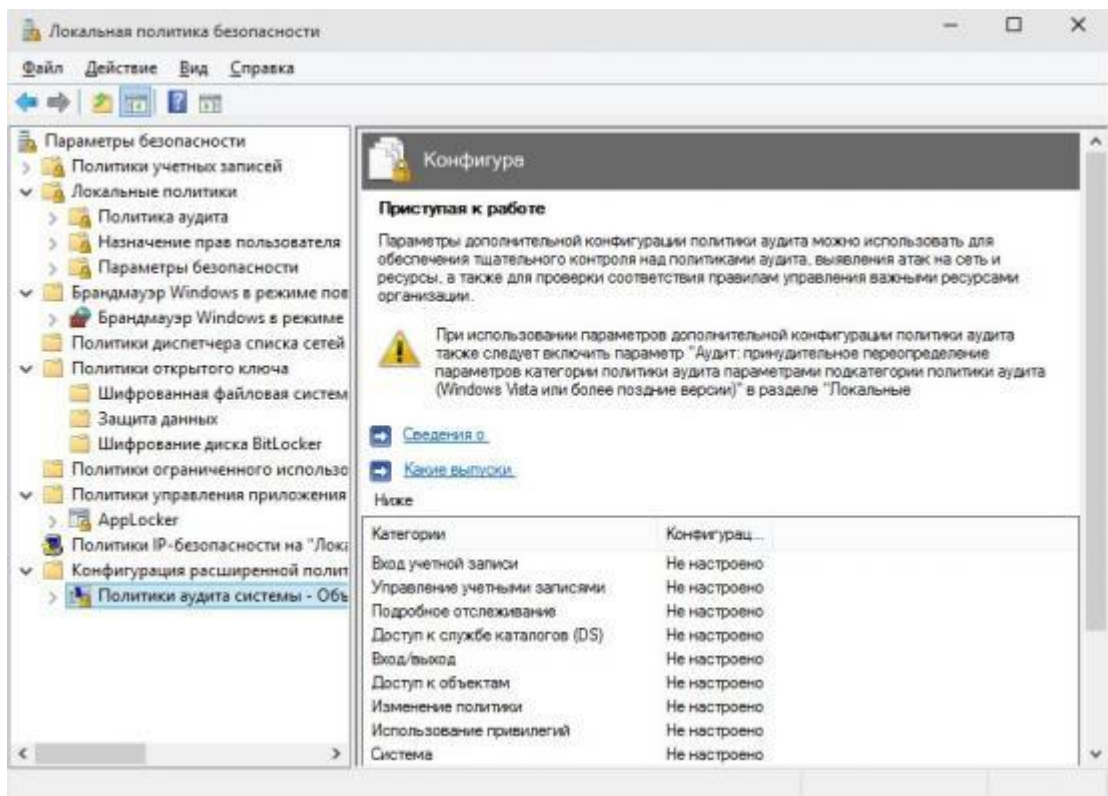 Локальная политика безопасности
Файл Действие Вид Справка
Параметры безопасности
Политики учетных записей
Локальные политики
Политика аудита
Назначение прав пользователя
Параметры безопасности
Брандмауэр Windows в режиме пов
Брандмауэр Windows в режиме
Политики диспетчера списка сетей
Политики открытого ключа
Шифрованная файловая систем
Защита данных
Шифрование диска BitLocker
Политики ограниченного использо
Политики управления приложения
AppLocker
Политики IP-безопасности на "Лока
Конфигурация расширенной полит
Политики аудита системы - Объ
Конфигура
Приступая к работе
Параметры дополнительной конфигурации политики аудита можно использовать для
обеспечения тщательного контроля над политиками аудита, выявления атак на сеть и
ресурсы, а также для проверки соответствия правилам управления важными ресурсами
организации.
При использовании параметров дополнительной конфигурации политики аудита
также следует включить параметр "Аудит: принудительное переопределение
параметров категории политики аудита параметрами подкатегории политики аудита
(Windows Vista или более поздние версии)" в разделе "Локальные
Сведения о
Какие выпуски
Ниже
Категории Конфигурац...
Вход учетной записи Не настроено
Управление учетными записями Не настроено
Подробное отслеживание Не настроено
Доступ к службе каталогов (DS) Не настроено
Вход/выход Не настроено
Доступ к объектам Не настроено
Изменение политики Не настроено
Использование привилегий Не настроено
Система Не настроено